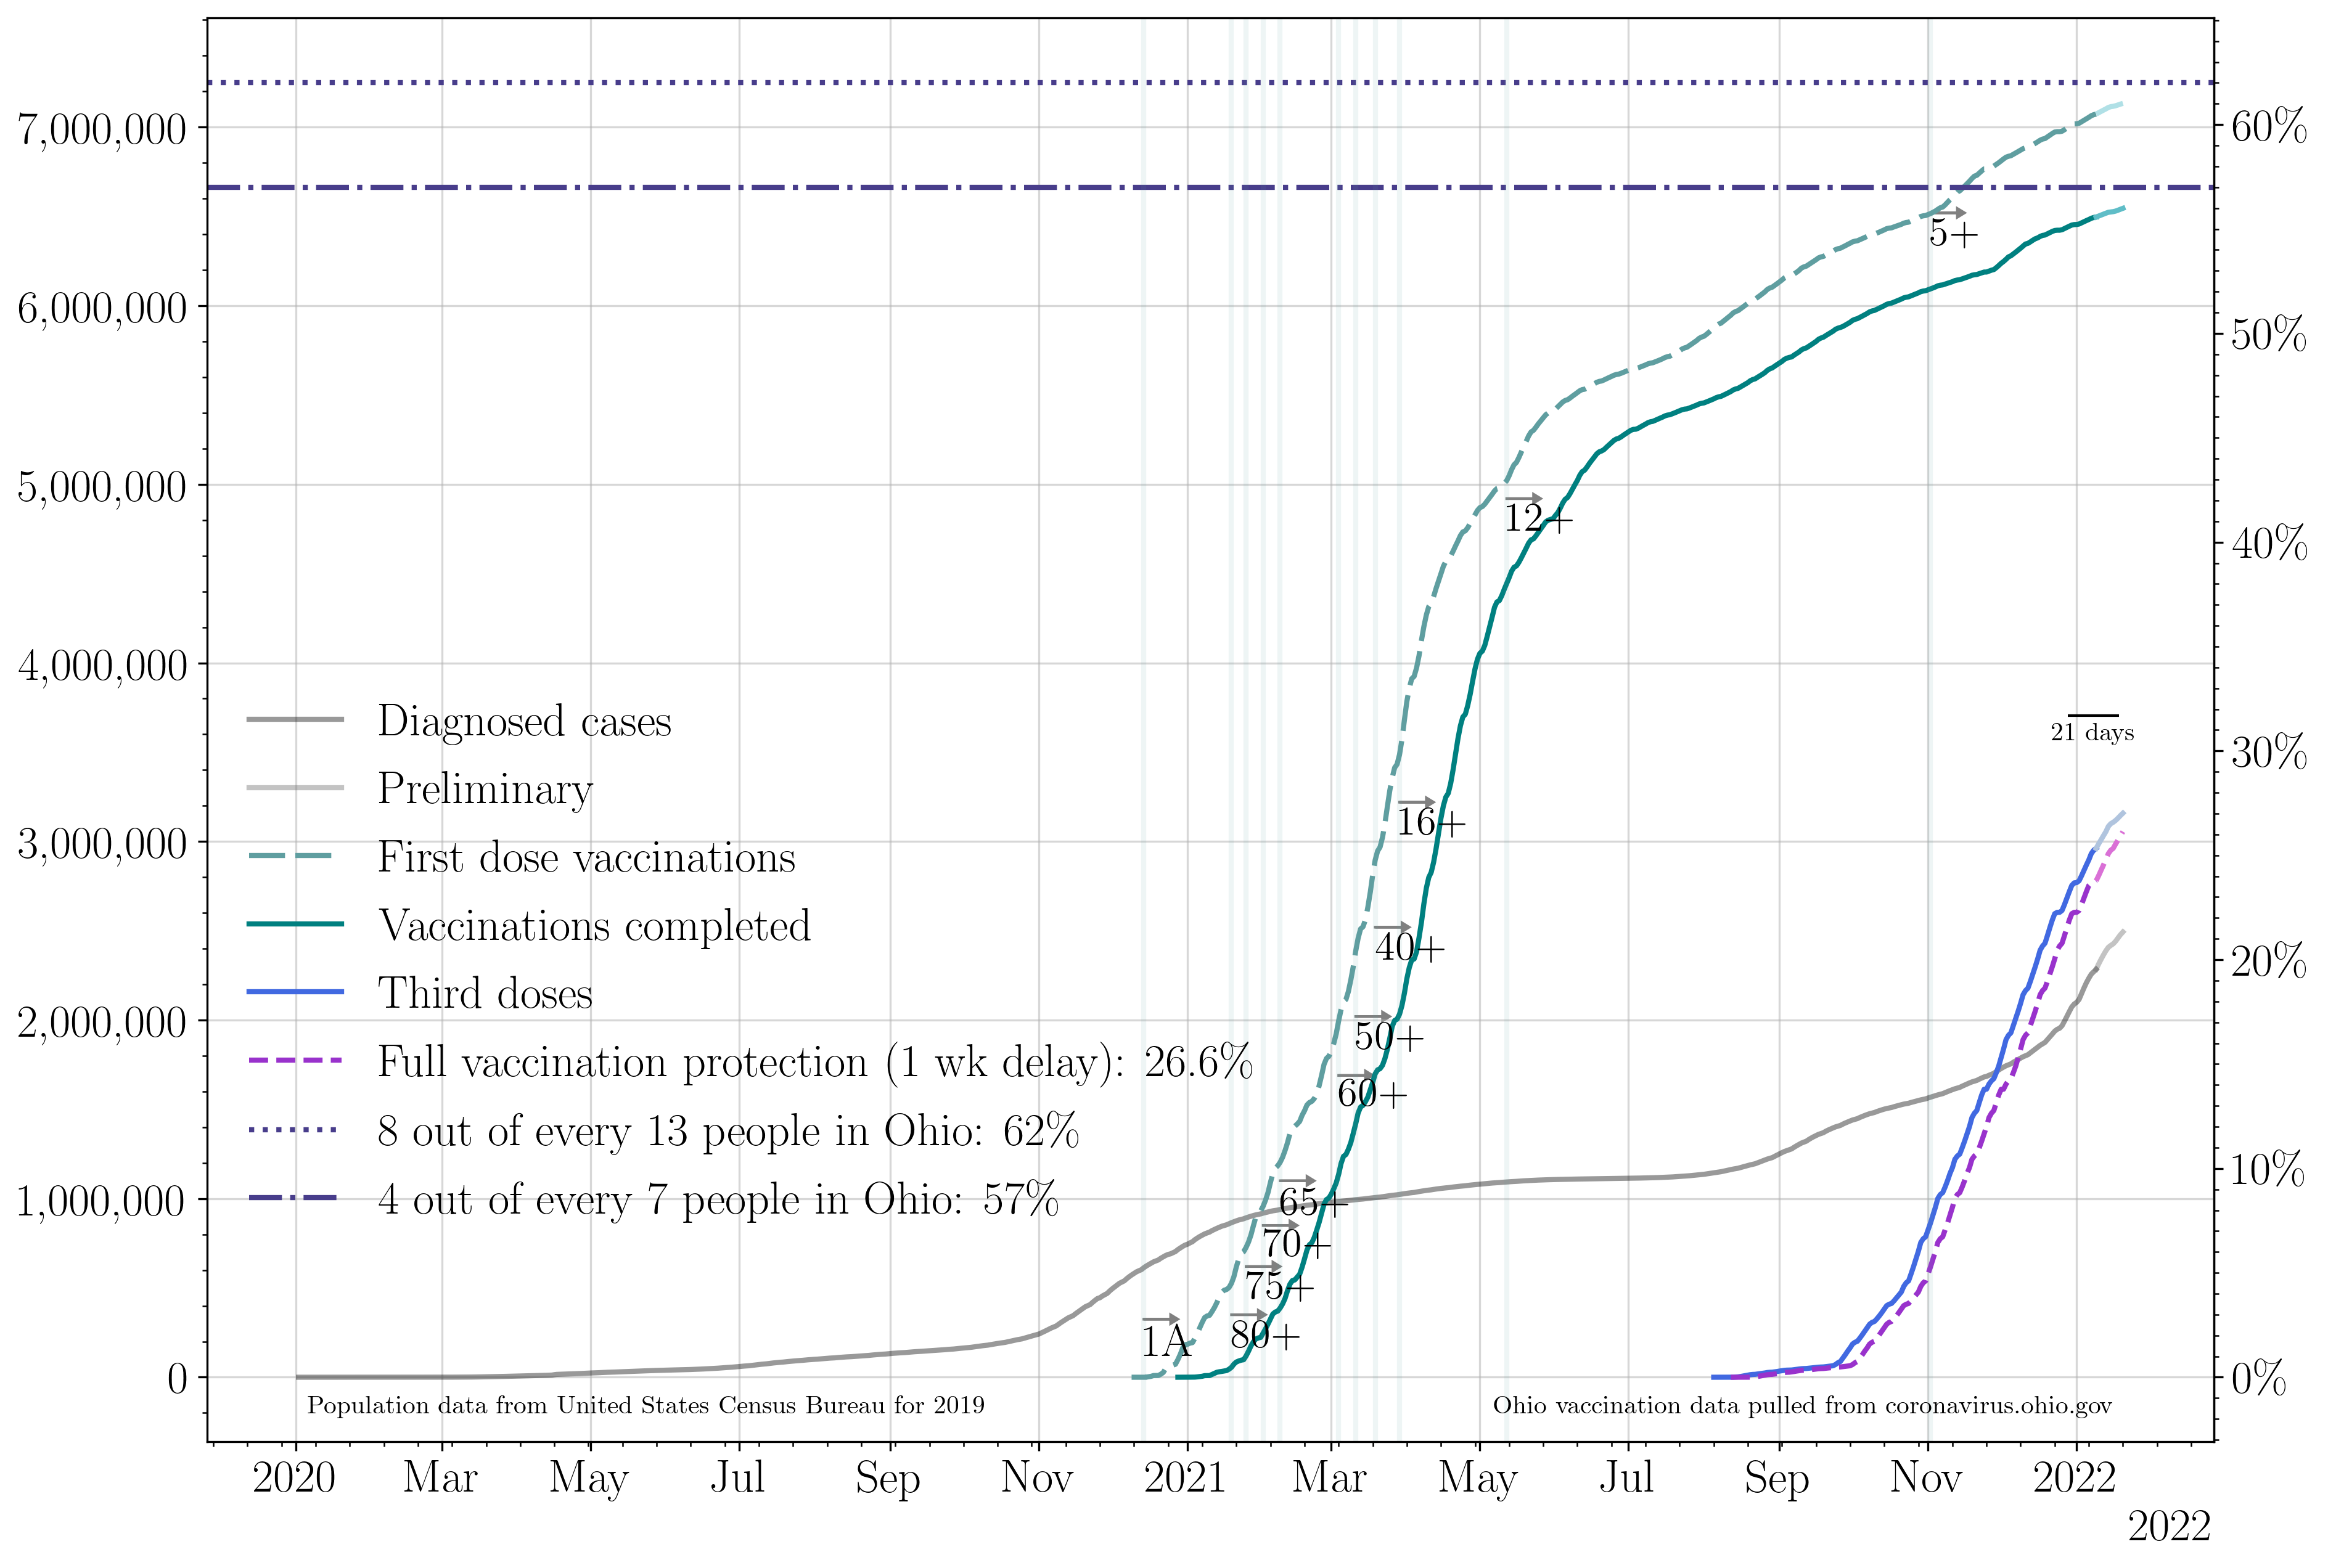 7,000,000
6,000,000
5,000,000
4,000,000
3,000,000
2,000,000
1,000,000
0
60%
50%
40%
30%
20%
10%
0%
Diagnosed cases
Preliminary
First dose vaccinations
Vaccinations completed
Third doses
Full vaccination protection (1 wk delay): 26.6%
8 out of every 13 people in Ohio: 62%
4 out of every 7 people in Ohio: 57%
5+
12+
16+
40+
50+
60+
65+
70+
75+
80+
1A
21 days
Population data from United States Census Bureau for 2019
Ohio vaccination data pulled from coronavirus.ohio.gov
2020 Mar May Jul Sep Nov 2021 Mar May Jul Sep Nov 2022
2022